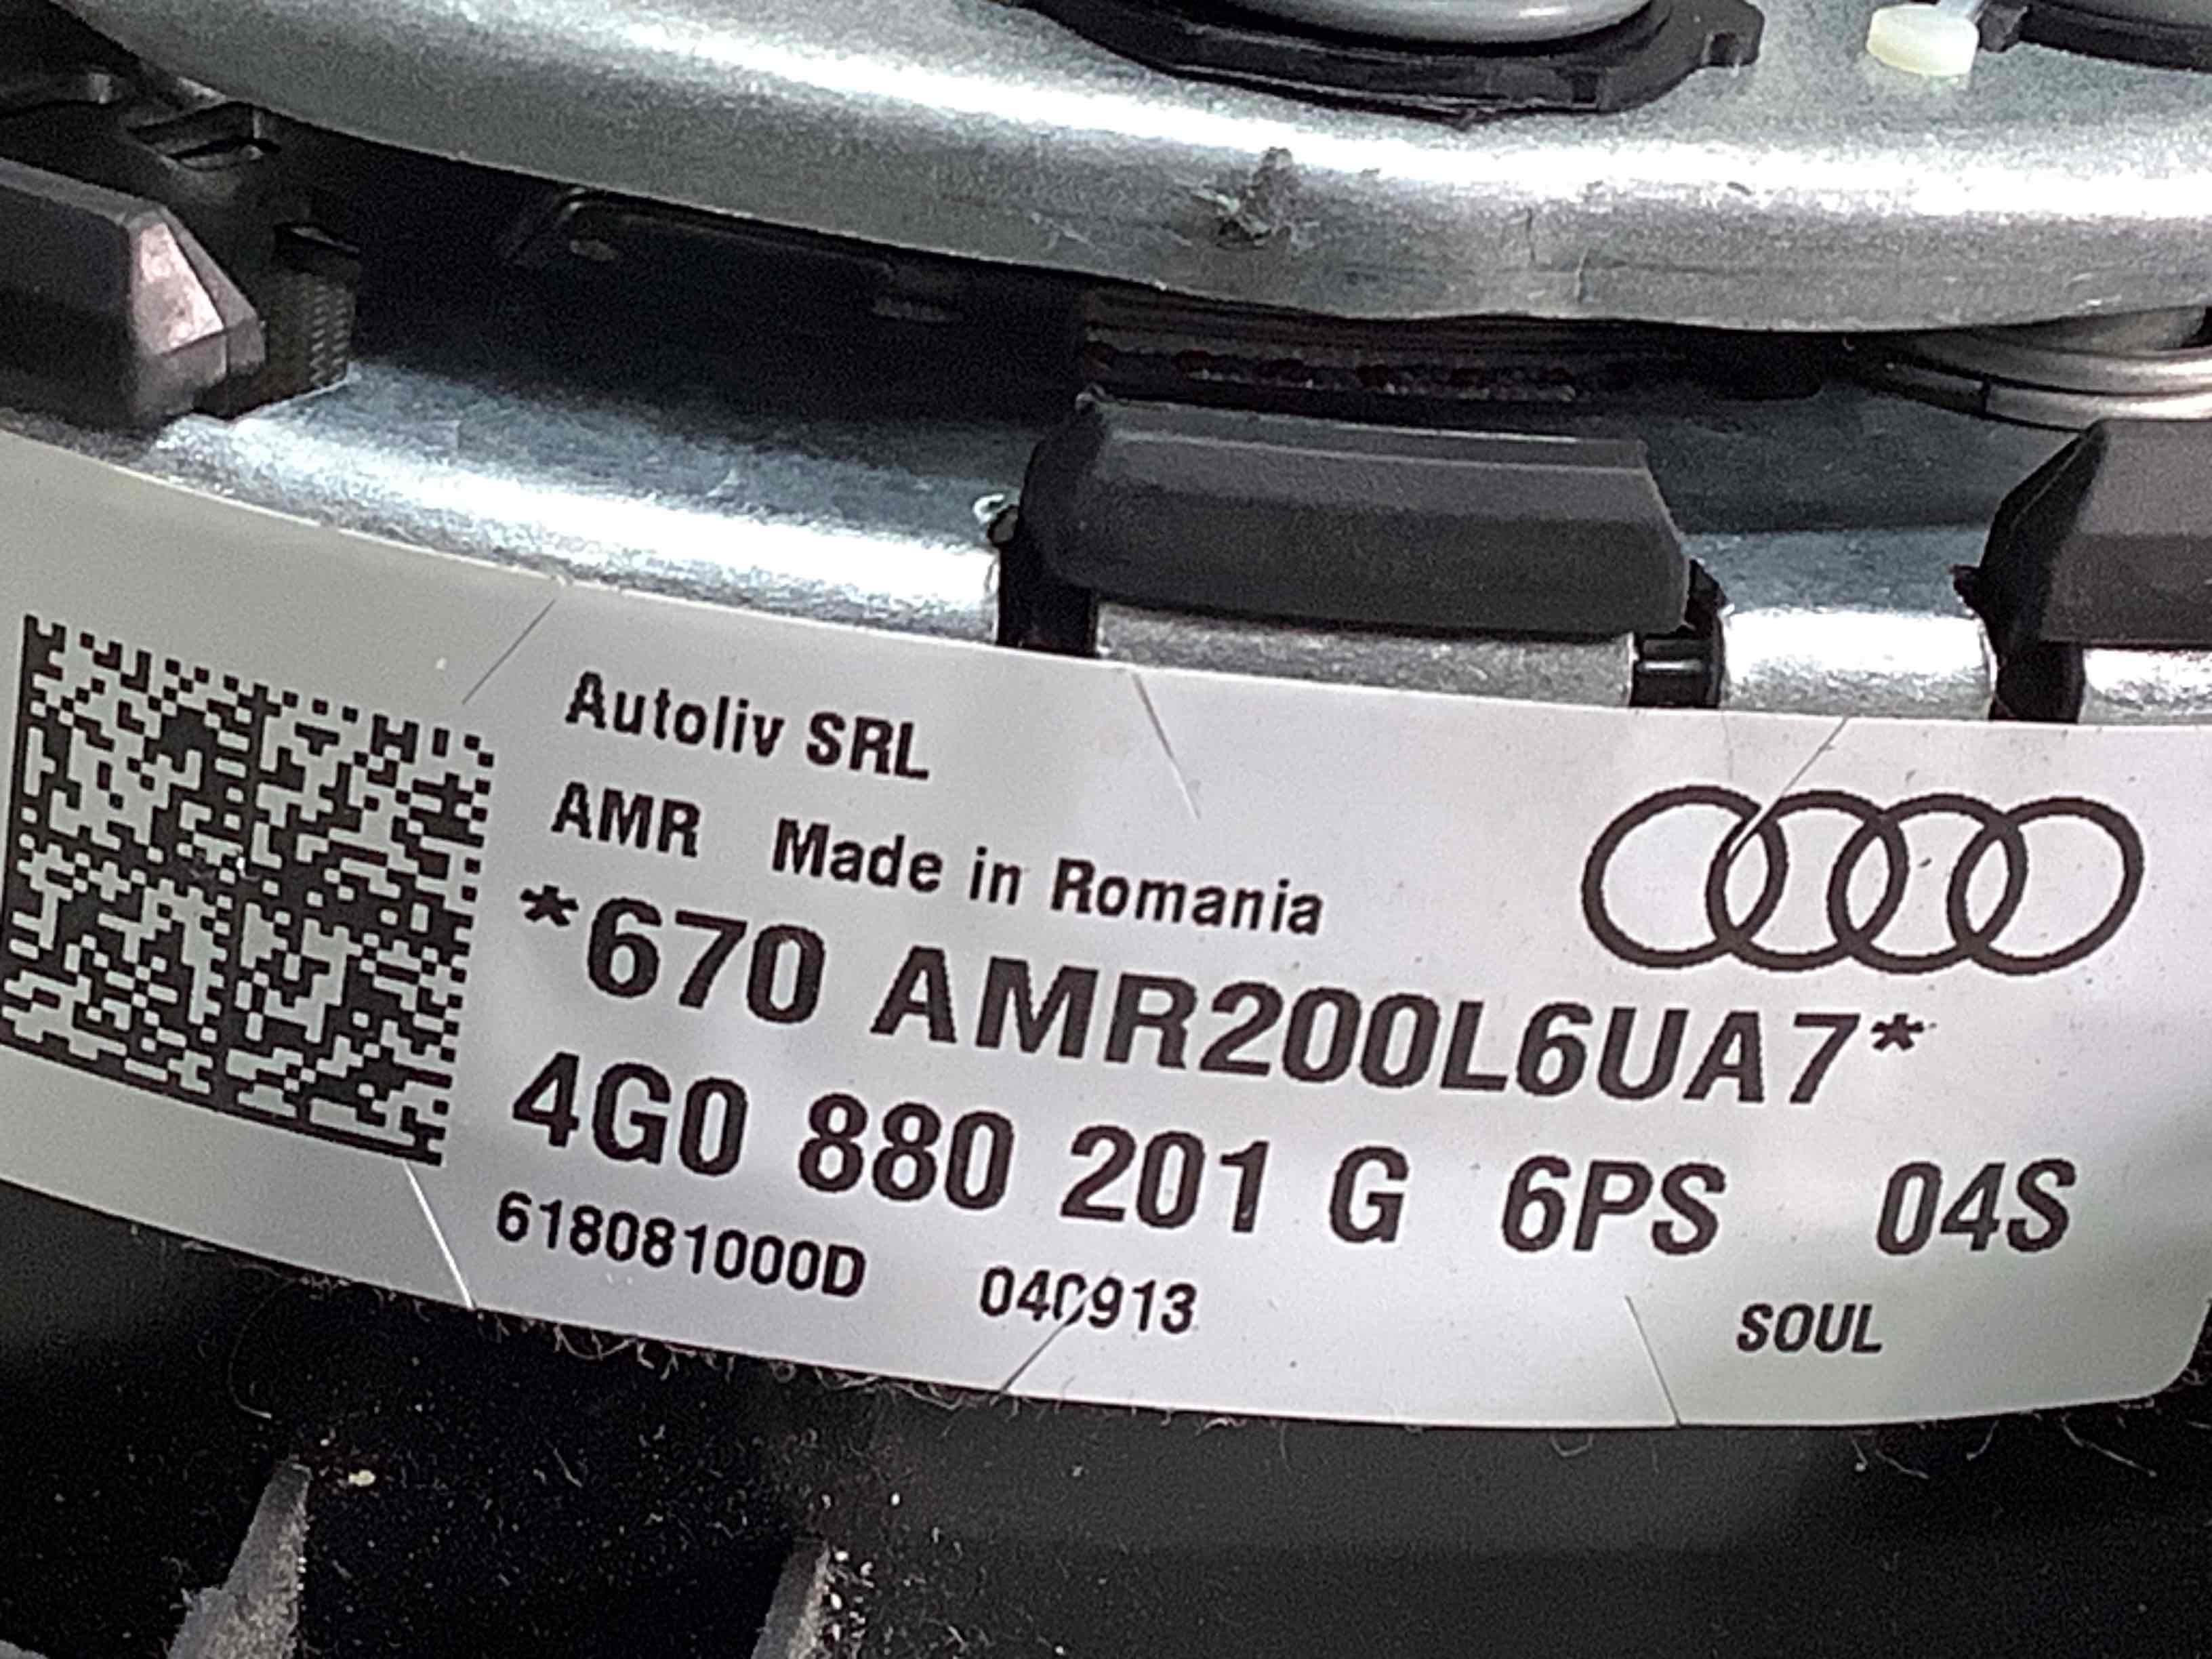 Autoliv SRL
AMR Made in Romania
*670 AMR200L6UA7*
4G0 880 201 G 6PS 04S
618081000D 040913
SOUL